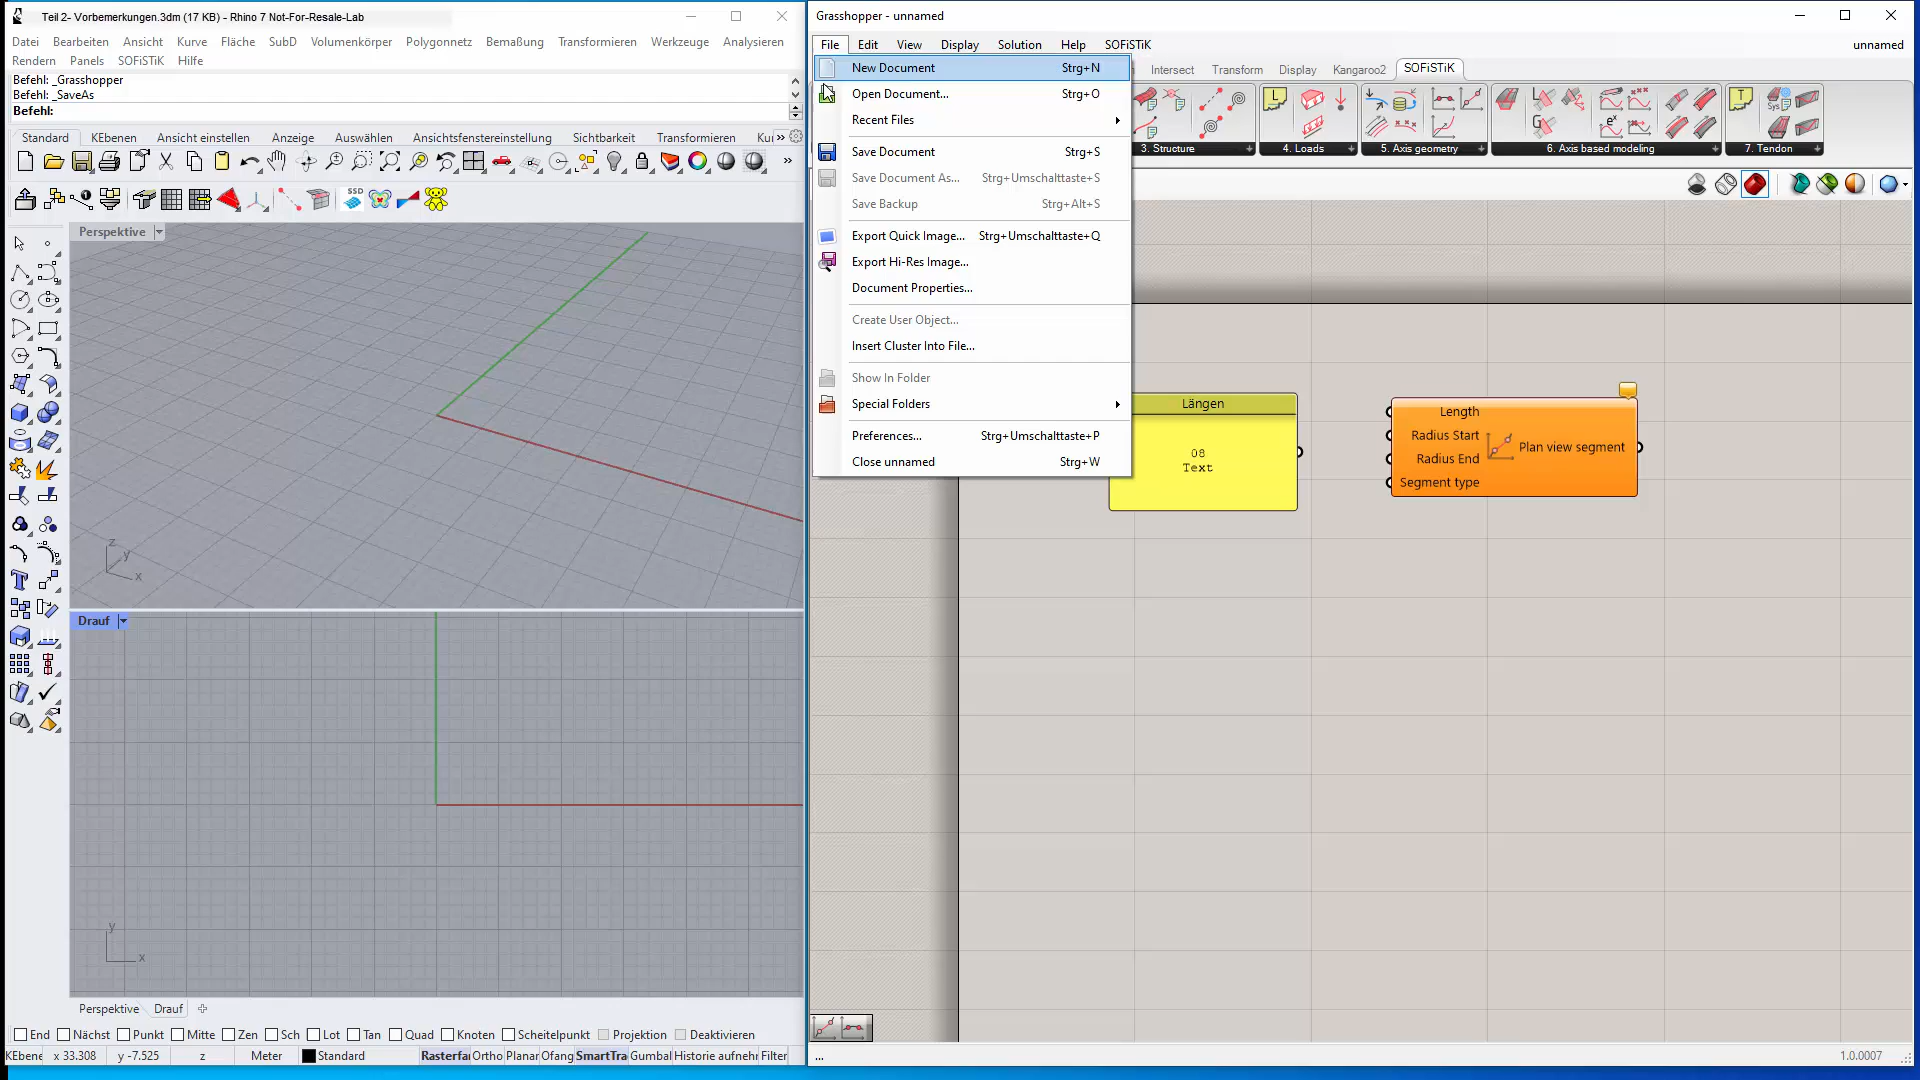 Teil 2- Vorbemerkungen.3dm (17 KB) - Rhino 7 Not-For-Resale-Lab
Datei Bearbeiten Ansicht Kurve Fläche SubD Volumenkörper Polygonnetz Bemaßung Transformieren Werkzeuge Analysieren
Rendern Panels SOFiSTiK Hilfe
Befehl: _Grasshopper
Befehl: _SaveAs
Befehl:
Standard KEbenen Ansicht einstellen Anzeige Auswählen Ansichtsfenstereinstellung Sichtbarkeit Transformieren Ku »
»
SSD
Perspektive
z
y
x
Drauf
y
x
Perspektive Drauf
End Nächst Punkt Mitte Zen Sch Lot Tan Quad Knoten Scheitelpunkt Projektion Deaktivieren
KEbene x 33.308 y -7.525 z Meter Standard Rasterfa Ortho Planar Ofang SmartTra Gumbal Historie aufnehr Filter
Grasshopper - unnamed
File Edit View Display Solution Help SOFiSTiK unnamed
Intersect Transform Display Kangaroo2 SOFiSTiK
3. Structure 4. Loads 5. Axis geometry 6. Axis based modeling 7. Tendon
New Document Strg+N
Open Document... Strg+O
Recent Files
Save Document Strg+S
Save Document As... Strg+Umschalttaste+S
Save Backup Strg+Alt+S
Export Quick Image... Strg+Umschalttaste+Q
Export Hi-Res Image...
Document Properties...
Create User Object...
Insert Cluster Into File...
Show In Folder
Special Folders
Preferences... Strg+Umschalttaste+P
Close unnamed Strg+W
Längen
08
Text
Length
Radius Start
Radius End
Segment type
Plan view segment
...
1.0.0007